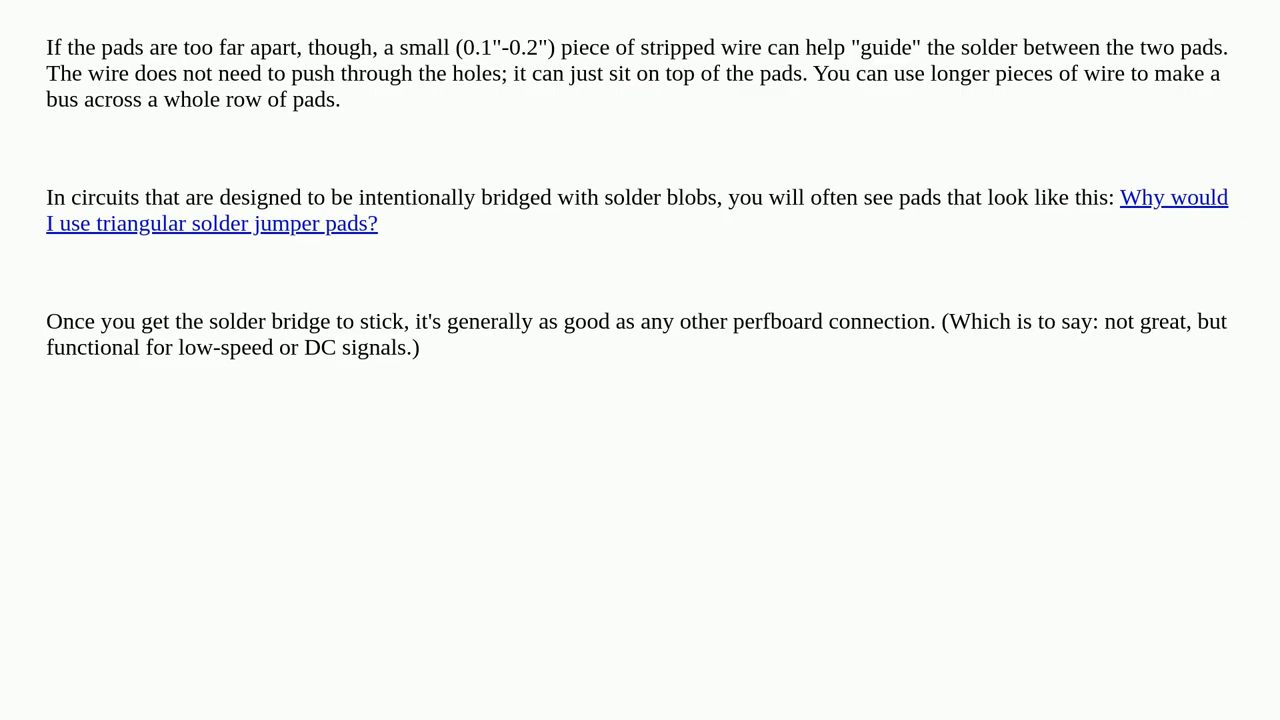 If the pads are too far apart, though, a small (0.1"-0.2") piece of stripped wire can help "guide" the solder between the two pads.
The wire does not need to push through the holes; it can just sit on top of the pads. You can use longer pieces of wire to make a
bus across a whole row of pads.
In circuits that are designed to be intentionally bridged with solder blobs, you will often see pads that look like this: Why would
I use triangular solder jumper pads?
Once you get the solder bridge to stick, it's generally as good as any other perfboard connection. (Which is to say: not great, but
functional for low-speed or DC signals.)